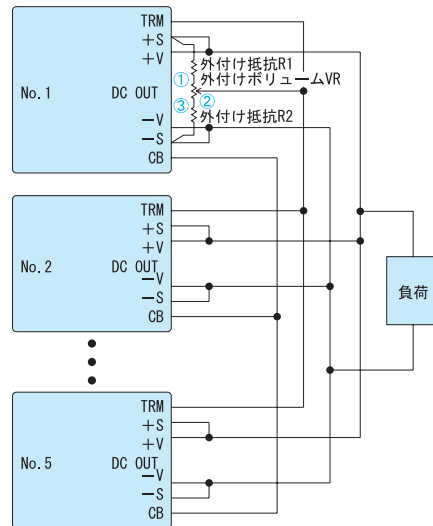 TRM
+S
+V
外付け抵抗R1
①
外付けボリュームVR
No.1
DC OUT
②
③
外付け抵抗R2
−V
−S
CB
TRM
+S
+V
No.2
DC OUT
−V
−S
CB
負荷
TRM
+S
+V
No.5
DC OUT
−V
−S
CB